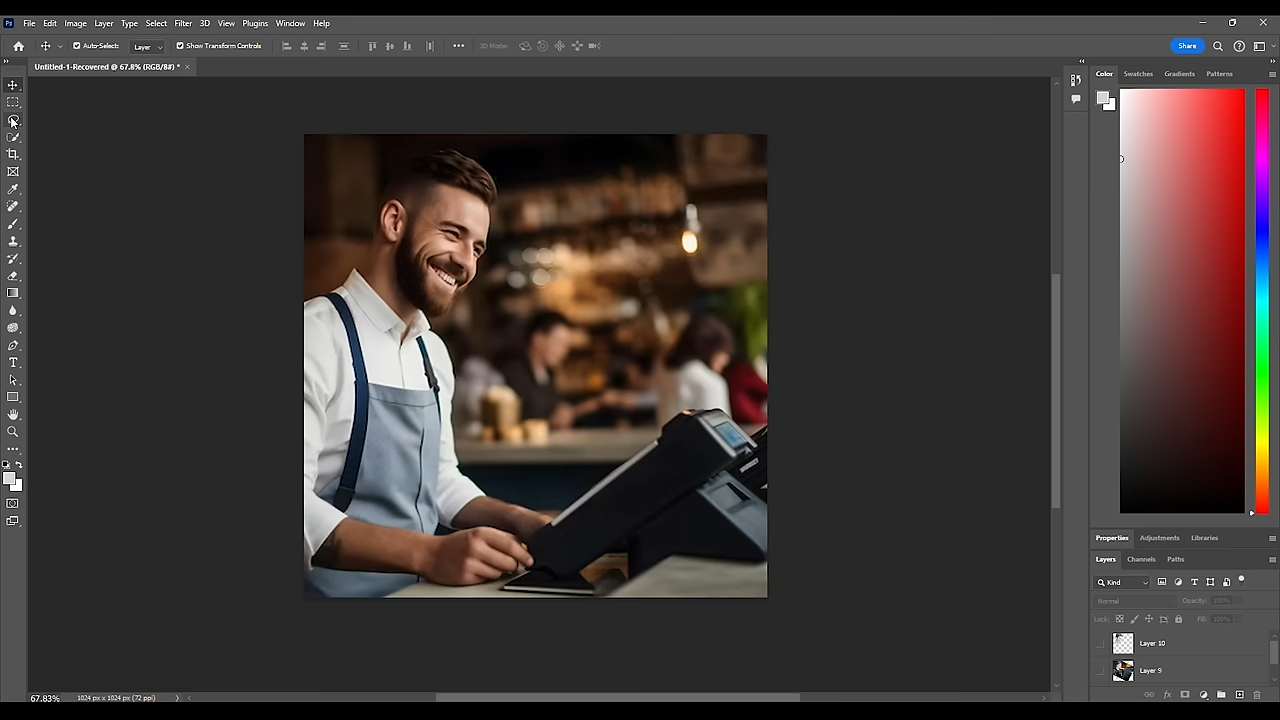 Ps File Edit Image Layer Type Select Filter 3D View Plugins Window Help
Auto-Select: Layer Show Transform Controls 3D Mode: Share
Untitled-1-Recovered @ 67.8% (RGB/8#) *
Color Swatches Gradients Patterns
Properties Adjustments Libraries
Layers Channels Paths
Kind
Normal Opacity: 100%
Lock: Fill: 100%
Layer 10
Layer 9
67.83% 1024 px x 1024 px (72 ppi)